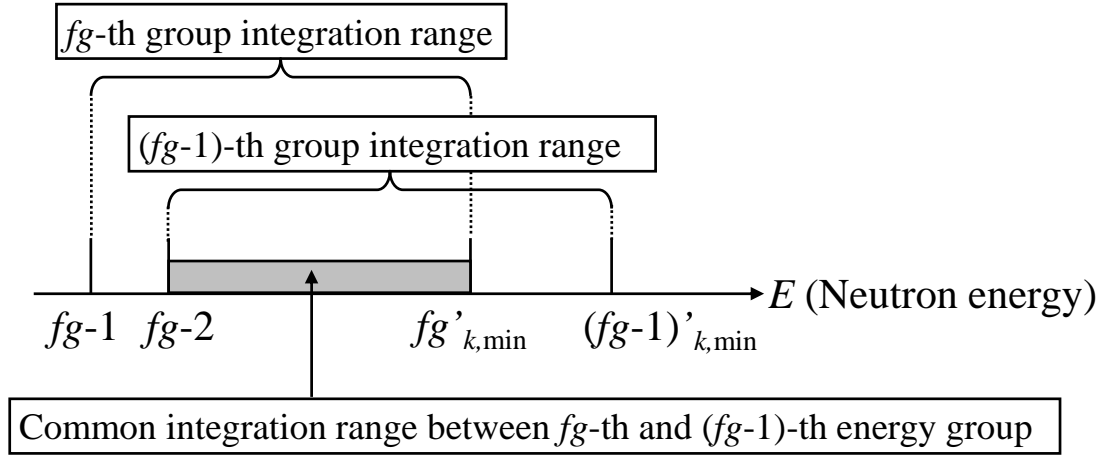 fg-th group integration range
(fg-1)-th group integration range
E (Neutron energy)
fg-1 fg-2 fg’k,min (fg-1)’k,min
Common integration range between fg-th and (fg-1)-th energy group